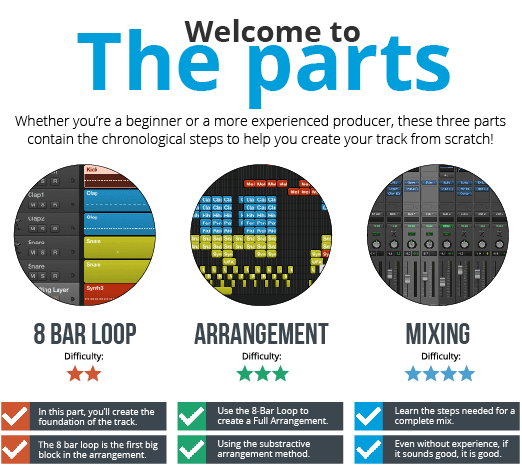 Welcome to
The parts
Whether you're a beginner or a more experienced producer, these three parts
contain the chronological steps to help you create your track from scratch!
Kick
Clap1
Clap
Clap2
Clap
Snare
Snare
Snare
Snare
Layer
Synth3
8 BAR LOOP
ARRANGEMENT
MIXING
Difficulty:
Difficulty:
Difficulty:
In this part, you'll create the
foundation of the track.
Use the 8-Bar Loop to
create a Full Arrangement.
Learn the steps needed for a
complete mix.
The 8 bar loop is the first big
block in the arrangement.
Using the substractive
arrangement method.
Even without experience, if
it sounds good, it is good.